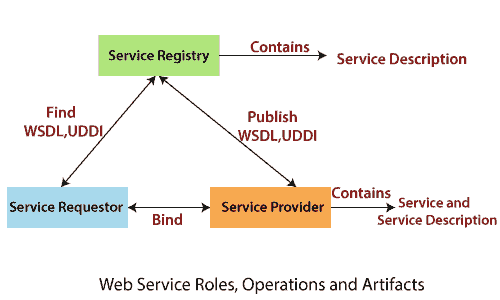 Service Registry
Contains
Service Description
Find
WSDL,UDDI
Publish
WSDL,UDDI
Service Requestor
Bind
Service Provider
Contains
Service and
Service Description
Web Service Roles, Operations and Artifacts